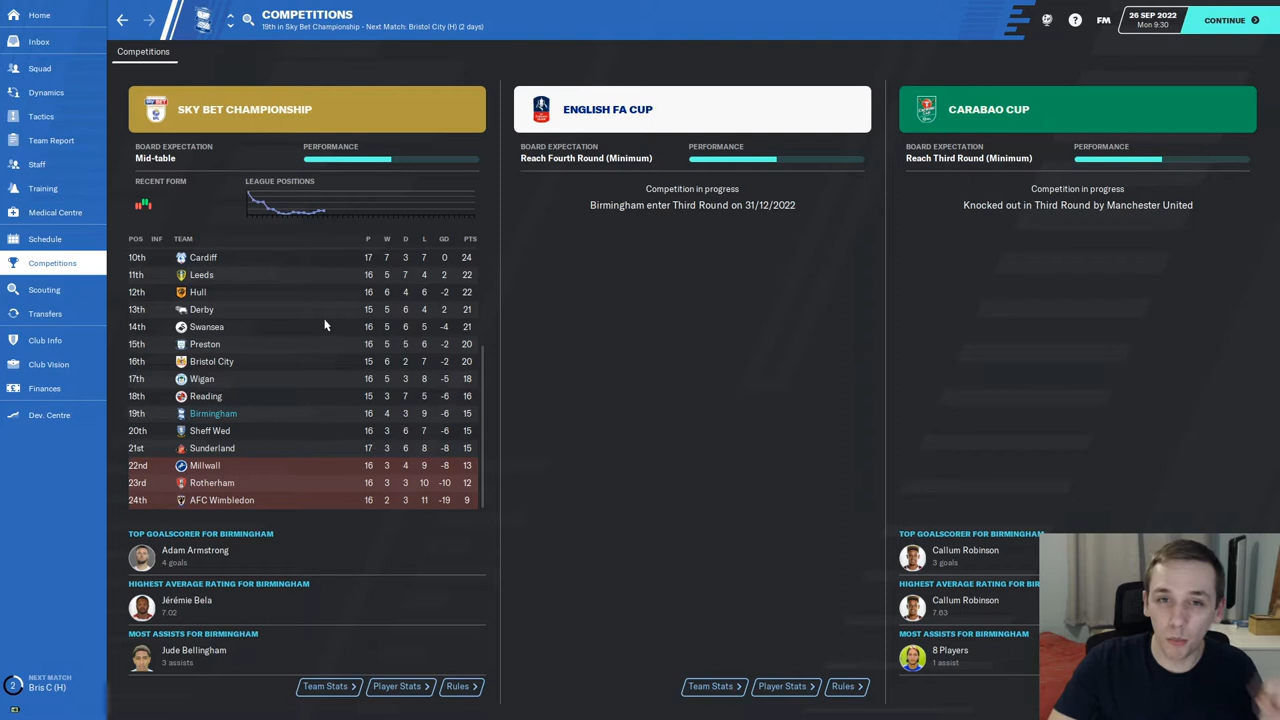 Home
Inbox
Squad
Dynamics
Tactics
Team Report
Staff
Training
Medical Centre
Schedule
Competitions
Scouting
Transfers
Club Info
Club Vision
Finances
Dev. Centre
2
NEXT MATCH
Bris C (H)
COMPETITIONS
19th in Sky Bet Championship - Next Match: Bristol City (H) (2 days)
? FM
26 SEP 2022
Mon 9:30
CONTINUE
Competitions
SKY BET CHAMPIONSHIP
BOARD EXPECTATION PERFORMANCE
Mid-table
RECENT FORM LEAGUE POSITIONS
POS INF TEAM P W D L GD PTS
10th Cardiff 17 7 3 7 0 24
11th Leeds 16 5 7 4 2 22
12th Hull 16 6 4 6 -2 22
13th Derby 15 5 6 4 2 21
14th Swansea 16 5 6 5 -4 21
15th Preston 16 5 5 6 -2 20
16th Bristol City 15 6 2 7 -2 20
17th Wigan 16 5 3 8 -5 18
18th Reading 15 3 7 5 -6 16
19th Birmingham 16 4 3 9 -6 15
20th Sheff Wed 16 3 6 7 -6 15
21st Sunderland 17 3 6 8 -8 15
22nd Millwall 16 3 4 9 -8 13
23rd Rotherham 16 3 3 10 -10 12
24th AFC Wimbledon 16 2 3 11 -19 9
TOP GOALSCORER FOR BIRMINGHAM
Adam Armstrong
4 goals
HIGHEST AVERAGE RATING FOR BIRMINGHAM
Jérémie Bela
7.02
MOST ASSISTS FOR BIRMINGHAM
Jude Bellingham
3 assists
Team Stats Player Stats Rules
ENGLISH FA CUP
BOARD EXPECTATION PERFORMANCE
Reach Fourth Round (Minimum)
Competition in progress
Birmingham enter Third Round on 31/12/2022
Team Stats Player Stats Rules
CARABAO CUP
BOARD EXPECTATION PERFORMANCE
Reach Third Round (Minimum)
Competition in progress
Knocked out in Third Round by Manchester United
TOP GOALSCORER FOR BIRMINGHAM
Callum Robinson
3 goals
HIGHEST AVERAGE RATING FOR BIR
Callum Robinson
7.63
MOST ASSISTS FOR BIRMINGHAM
8 Players
1 assist